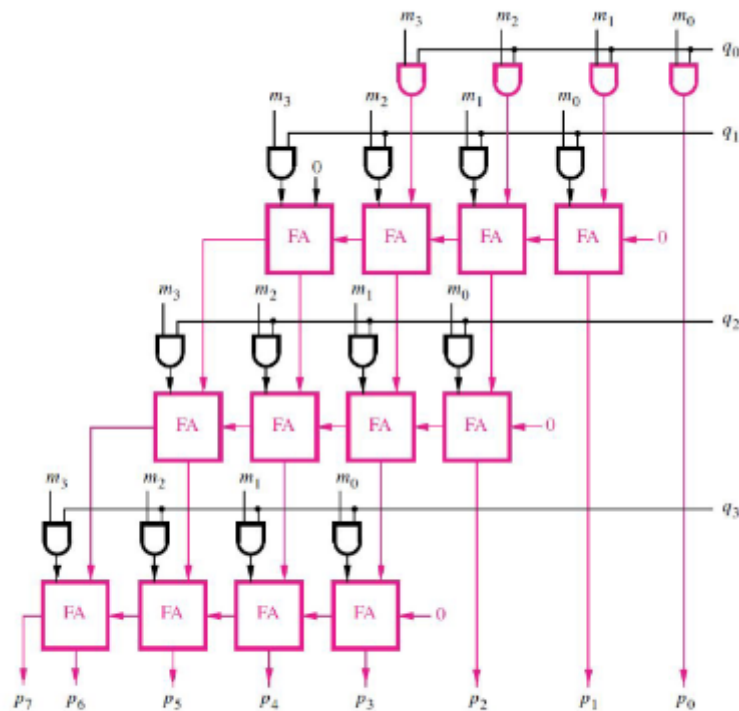 m₃ m₂ m₁ m₀
q₀
m₃ m₂ m₁ m₀
q₁
0
FA FA FA FA 0
m₃ m₂ m₁ m₀
q₂
FA FA FA FA 0
m₃ m₂ m₁ m₀
q₃
FA FA FA FA 0
p₇ p₆ p₅ p₄ p₃ p₂ p₁ p₀